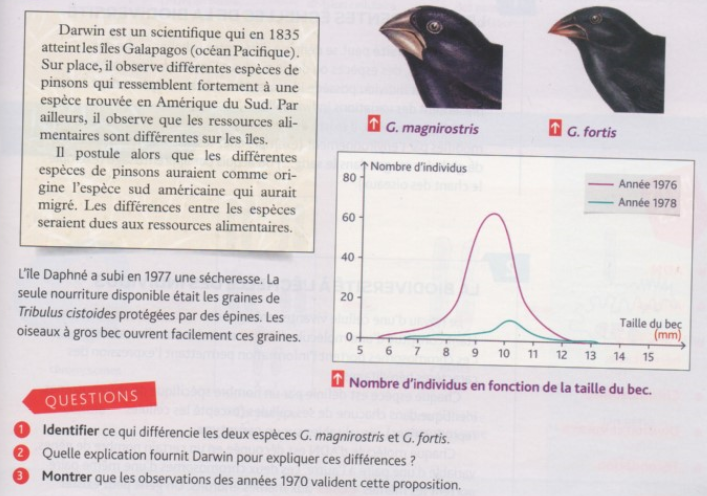 Darwin est un scientifique qui en 1835
atteint les îles Galapagos (océan Pacifique).
Sur place, il observe différentes espèces de
pinsons qui ressemblent fortement à une
espèce trouvée en Amérique du Sud. Par
ailleurs, il observe que les ressources ali-
mentaires sont différentes sur les îles.
Il postule alors que les différentes
espèces de pinsons auraient comme ori-
gine l'espèce sud américaine qui aurait
migré. Les différences entre les espèces
seraient dues aux ressources alimentaires.
G. magnirostris
G. fortis
L'île Daphné a subi en 1977 une sécheresse. La
seule nourriture disponible était les graines de
Tribulus cistoides protégées par des épines. Les
oiseaux à gros bec ouvrent facilement ces graines.
Nombre d'individus
80
60
40
20
0
Année 1976
Année 1978
Taille du bec
(mm)
5 6 7 8 9 10 11 12 13 14 15
Nombre d'individus en fonction de la taille du bec.
QUESTIONS
1 Identifier ce qui différencie les deux espèces G. magnirostris et G. fortis.
2 Quelle explication fournit Darwin pour expliquer ces différences ?
3 Montrer que les observations des années 1970 valident cette proposition.